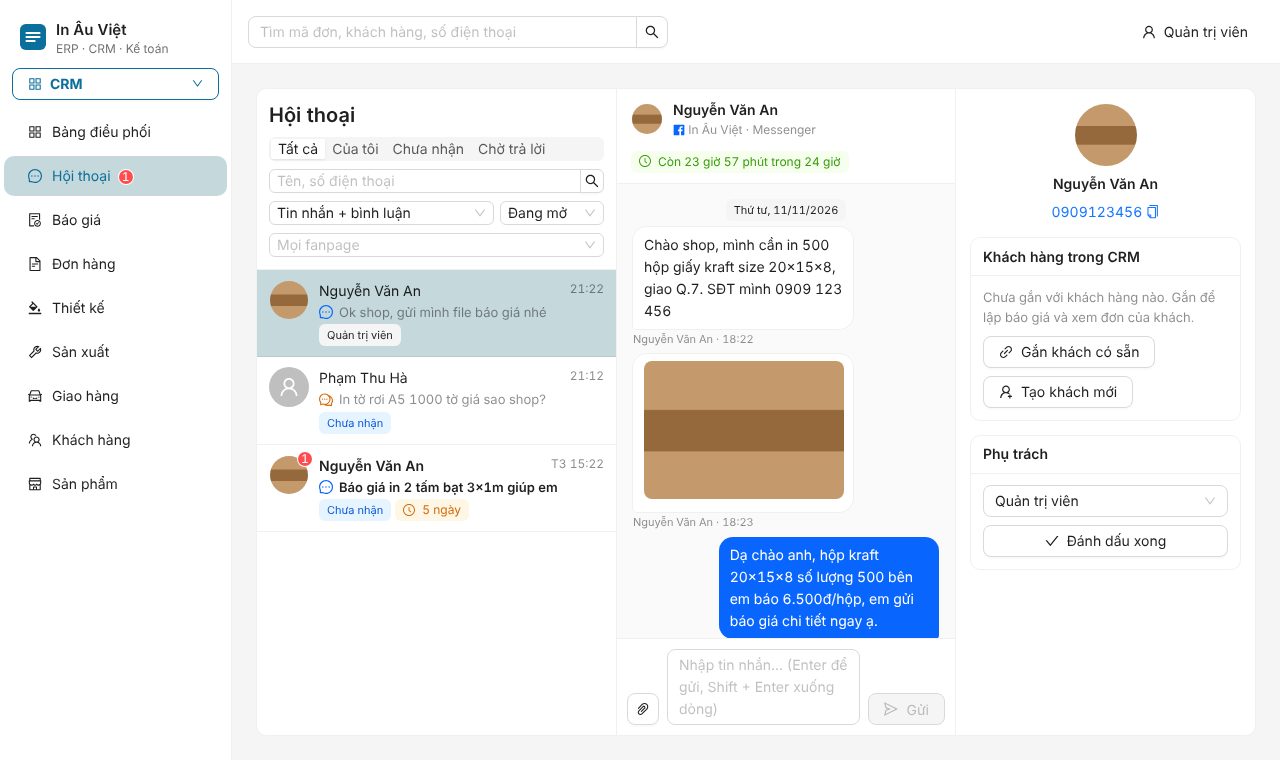 In Âu Việt
ERP · CRM · Kế toán
CRM
Bảng điều phối
Hội thoại 1
Báo giá
Đơn hàng
Thiết kế
Sản xuất
Giao hàng
Khách hàng
Sản phẩm
Tìm mã đơn, khách hàng, số điện thoại
Quản trị viên
Hội thoại
Tất cả Của tôi Chưa nhận Chờ trả lời
Tên, số điện thoại
Tin nhắn + bình luận Đang mở
Mọi fanpage
Nguyễn Văn An 21:22
Ok shop, gửi mình file báo giá nhé
Quản trị viên
Phạm Thu Hà 21:12
In tờ rơi A5 1000 tờ giá sao shop?
Chưa nhận
1
Nguyễn Văn An T3 15:22
Báo giá in 2 tấm bạt 3×1m giúp em
Chưa nhận 5 ngày
Nguyễn Văn An
In Âu Việt · Messenger
Còn 23 giờ 57 phút trong 24 giờ
Thứ tư, 11/11/2026
Chào shop, mình cần in 500
hộp giấy kraft size 20×15×8,
giao Q.7. SĐT mình 0909 123
456
Nguyễn Văn An · 18:22
Nguyễn Văn An · 18:23
Dạ chào anh, hộp kraft
20×15×8 số lượng 500 bên
em báo 6.500đ/hộp, em gửi
báo giá chi tiết ngay ạ.
Nhập tin nhắn... (Enter để
gửi, Shift + Enter xuống
dòng)
Gửi
Nguyễn Văn An
0909123456
Khách hàng trong CRM
Chưa gắn với khách hàng nào. Gắn để
lập báo giá và xem đơn của khách.
Gắn khách có sẵn
Tạo khách mới
Phụ trách
Quản trị viên
Đánh dấu xong